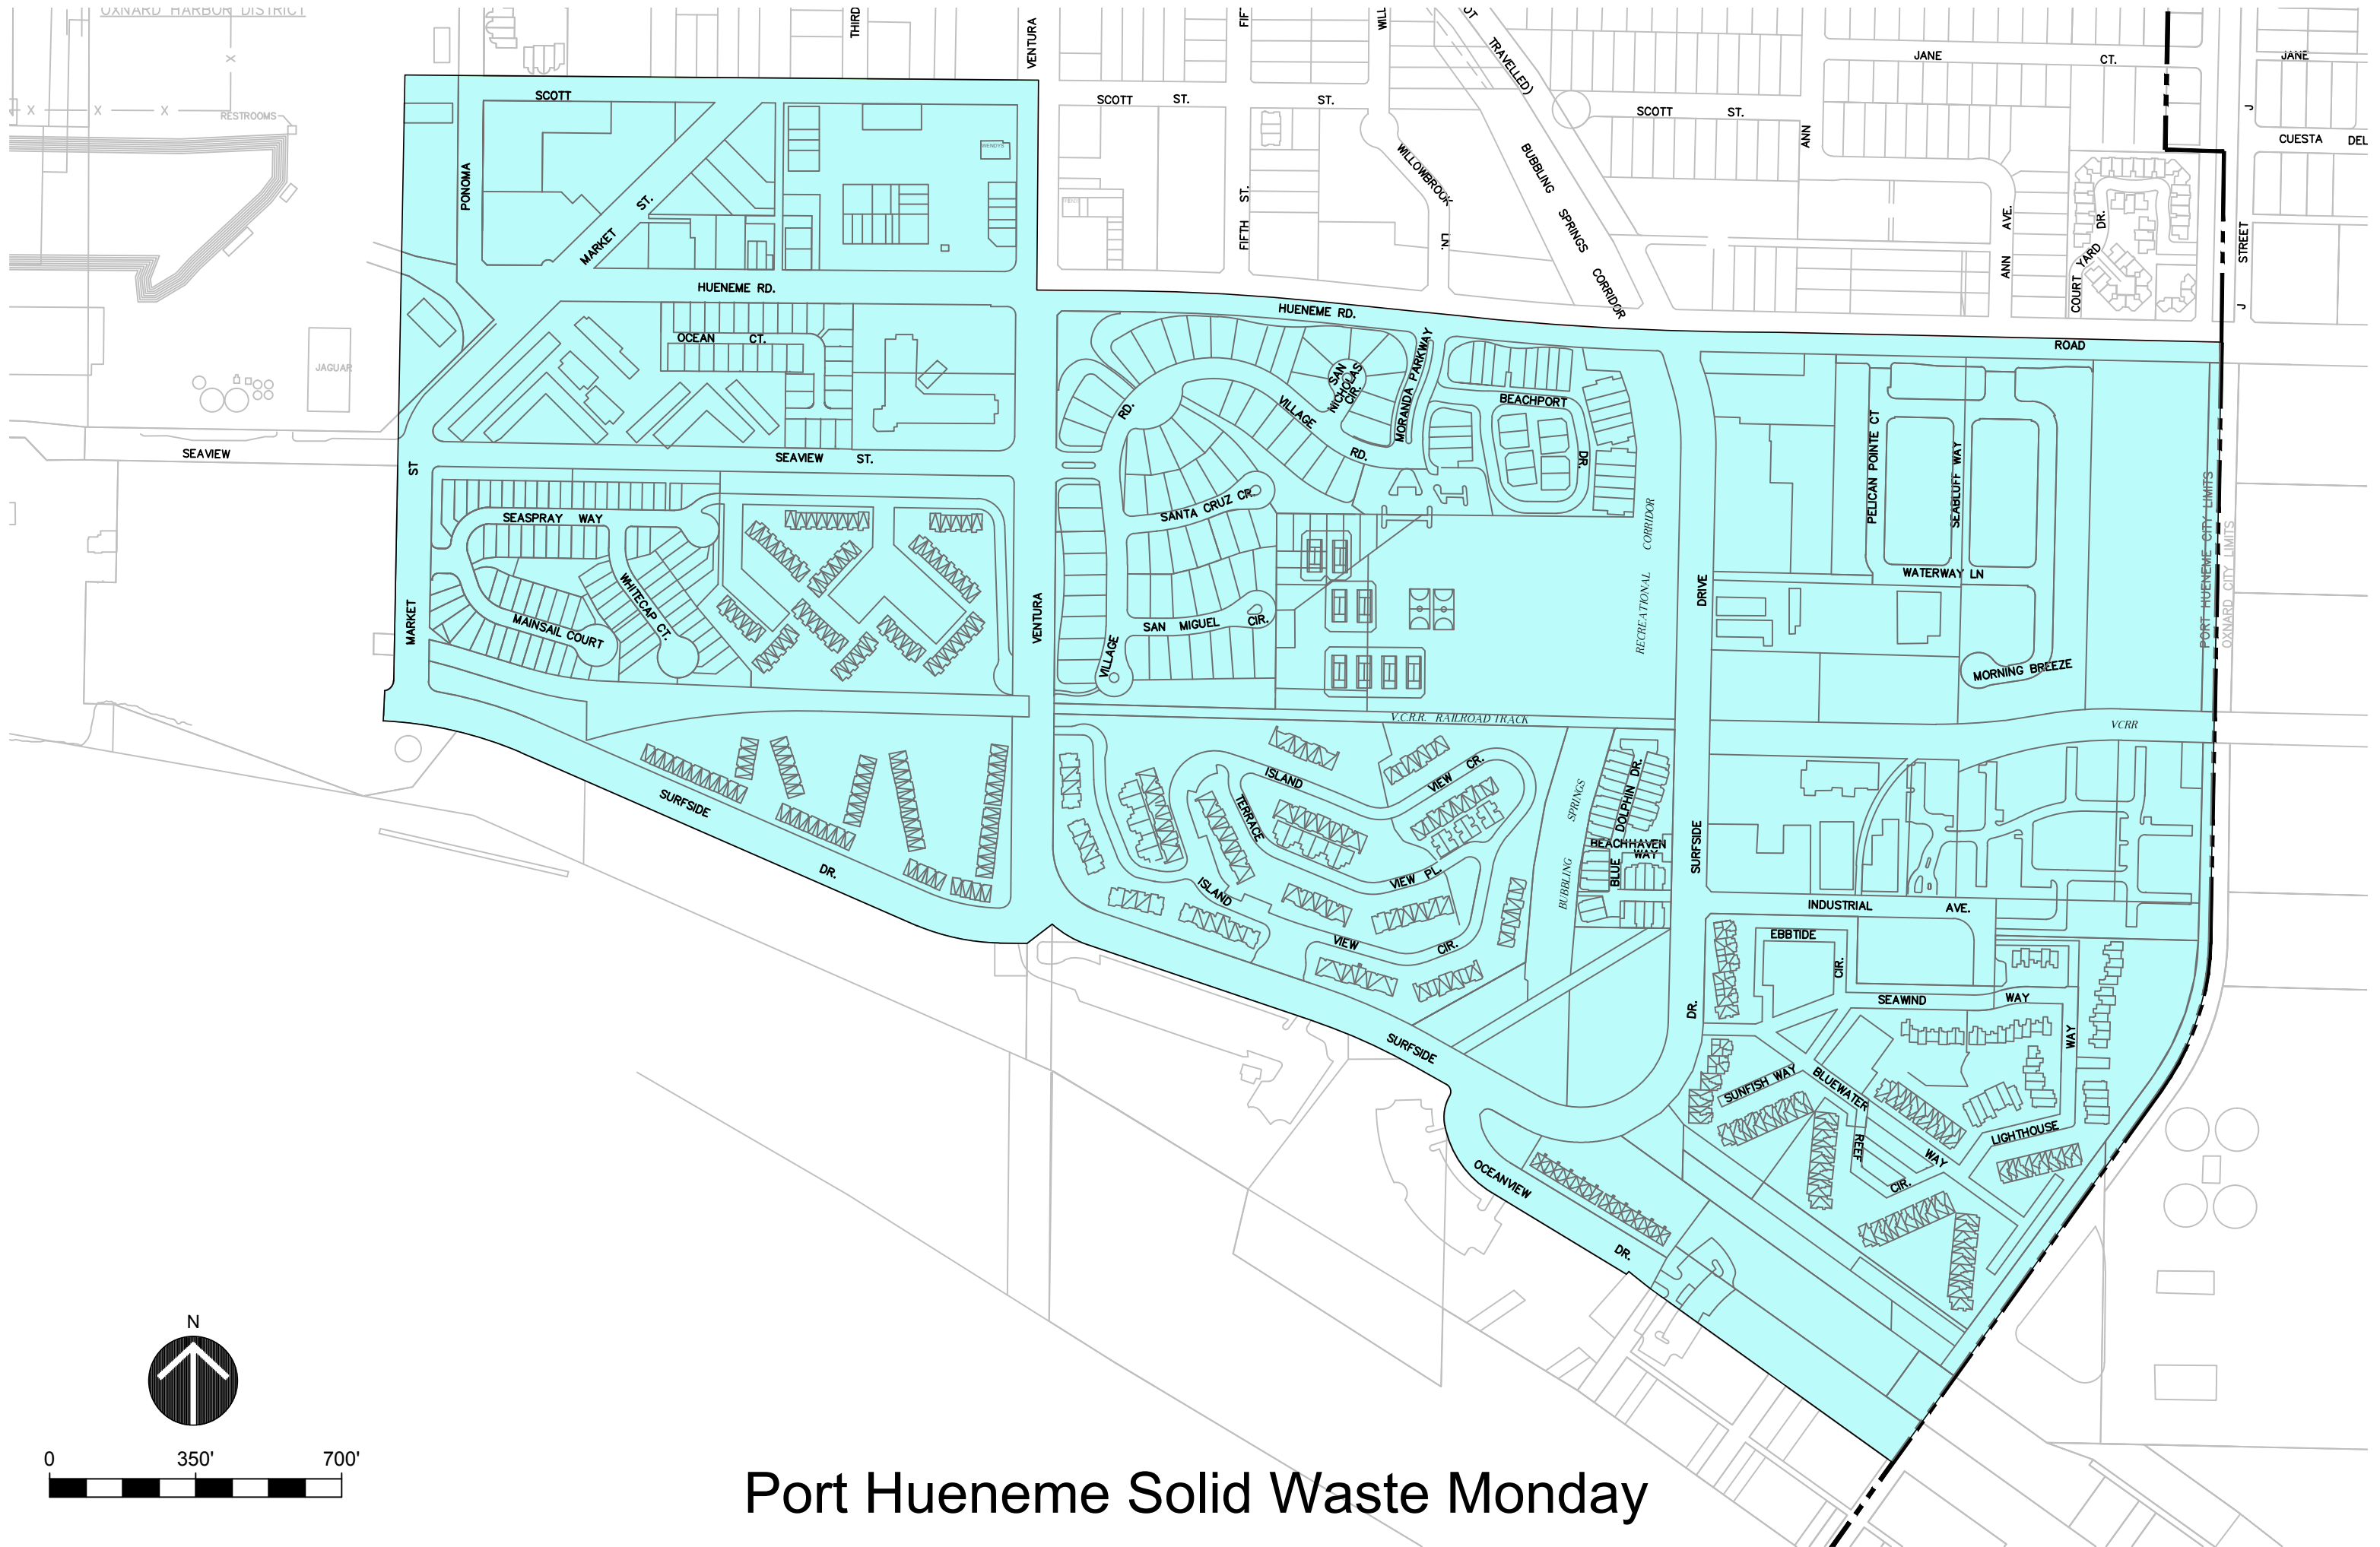 OXNARD HARBOR DISTRICT
THIRD
VENTURA
WILL
TRAVELLED)
JANE CT.
JANE
RESTROOMS
SCOTT
SCOTT ST.
ST.
SCOTT ST.
ANN
J
CUESTA DEL
PONOMA
WENDYS
MARKET ST.
FIFTH ST.
WILLOWBROOK LN.
BUBBLING SPRINGS CORRIDOR
ANN AVE.
COURT YARD DR.
J STREET
HUENEME RD.
HUENEME RD.
ROAD
JAGUAR
OCEAN CT.
SAN NICHOLAS CIR.
MORANDA PARKWAY
BEACHPORT DR.
VILLAGE RD.
RD.
SEAVIEW
SEAVIEW ST.
MARKET ST
SEASPRAY WAY
WHITECAP CT.
MAINSAIL COURT
VENTURA
SANTA CRUZ CR.
SAN MIGUEL CIR.
VILLAGE
RECREATIONAL CORRIDOR
DRIVE
PELICAN POINTE CT
SEABLUFF WAY
WATERWAY LN
MORNING BREEZE
PORT HUENEME CITY LIMITS
OXNARD CITY LIMITS
V.C.R.R. RAILROAD TRACK
VCRR
SURFSIDE DR.
ISLAND VIEW CR.
TERRACE VIEW PL.
ISLAND VIEW CIR.
BUBBLING SPRINGS
BLUE DOLPHIN DR.
BEACHHAVEN
WAY
SURFSIDE DR.
INDUSTRIAL AVE.
EBBTIDE CIR.
SEAWIND WAY
WAY
SURFSIDE
SUNFISH WAY
BLUEWATER WAY
REEF CIR.
LIGHTHOUSE
OCEANVIEW DR.
N
0 350' 700'
Port Hueneme Solid Waste Monday